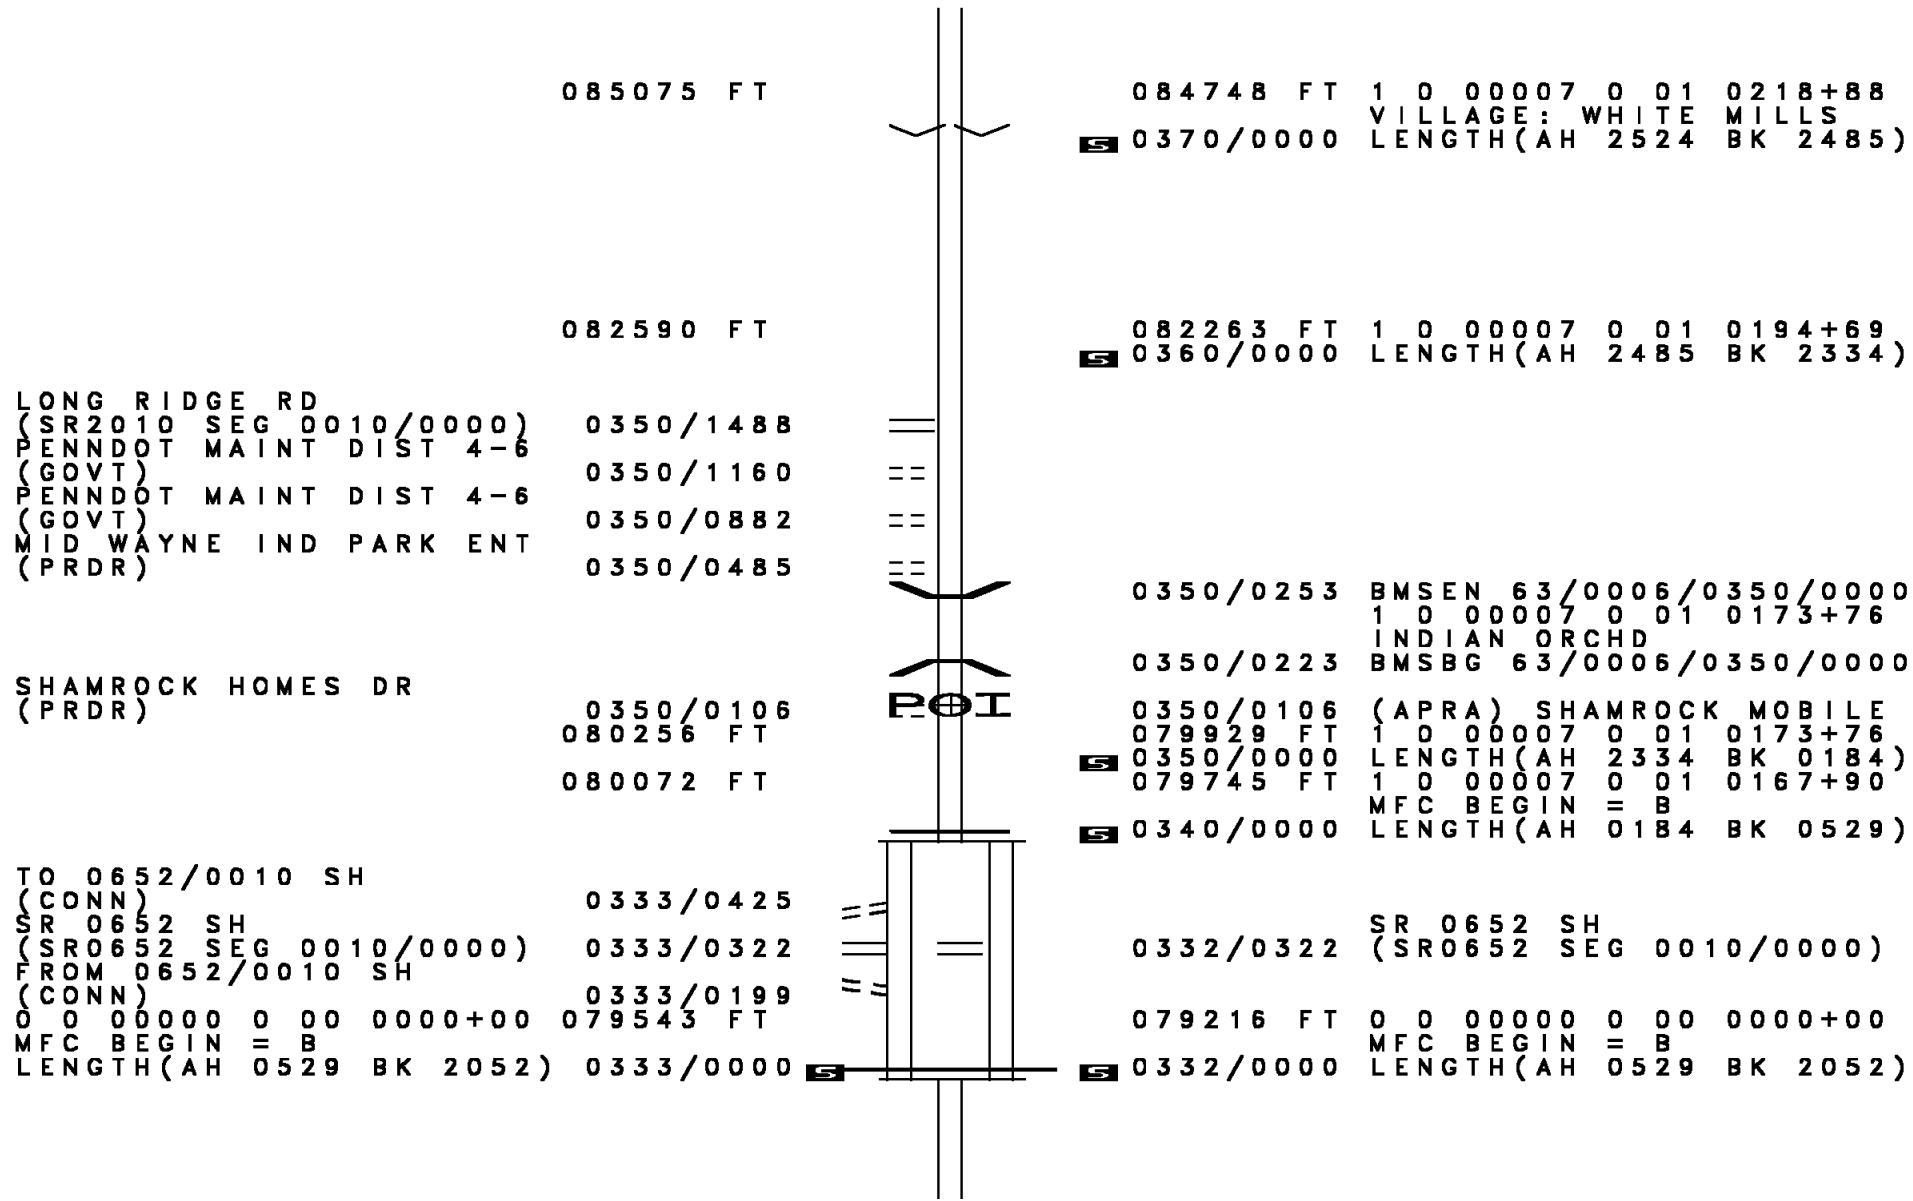 085075 FT 084748 FT 1 0 00007 0 01 0218+88
VILLAGE: WHITE MILLS
S 0370/0000 LENGTH(AH 2524 BK 2485)
082590 FT 082263 FT 1 0 00007 0 01 0194+69
S 0360/0000 LENGTH(AH 2485 BK 2334)
LONG RIDGE RD
(SR2010 SEG 0010/0000) 0350/1488
PENNDOT MAINT DIST 4-6
(GOVT) 0350/1160
PENNDOT MAINT DIST 4-6
(GOVT) 0350/0882
MID WAYNE IND PARK ENT
(PRDR) 0350/0485
0350/0253 BMSEN 63/0006/0350/0000
1 0 00007 0 01 0173+76
INDIAN ORCHD
0350/0223 BMSBG 63/0006/0350/0000
SHAMROCK HOMES DR
(PRDR) 0350/0106 POI 0350/0106 (APRA) SHAMROCK MOBILE
080256 FT 079929 FT 1 0 00007 0 01 0173+76
S 0350/0000 LENGTH(AH 2334 BK 0184)
080072 FT 079745 FT 1 0 00007 0 01 0167+90
MFC BEGIN = B
S 0340/0000 LENGTH(AH 0184 BK 0529)
TO 0652/0010 SH
(CONN) 0333/0425
SR 0652 SH SR 0652 SH
(SR0652 SEG 0010/0000) 0333/0322 0332/0322 (SR0652 SEG 0010/0000)
FROM 0652/0010 SH
(CONN) 0333/0199
0 0 00000 0 00 0000+00 079543 FT 079216 FT 0 0 00000 0 00 0000+00
MFC BEGIN = B MFC BEGIN = B
LENGTH(AH 0529 BK 2052) 0333/0000 S S 0332/0000 LENGTH(AH 0529 BK 2052)